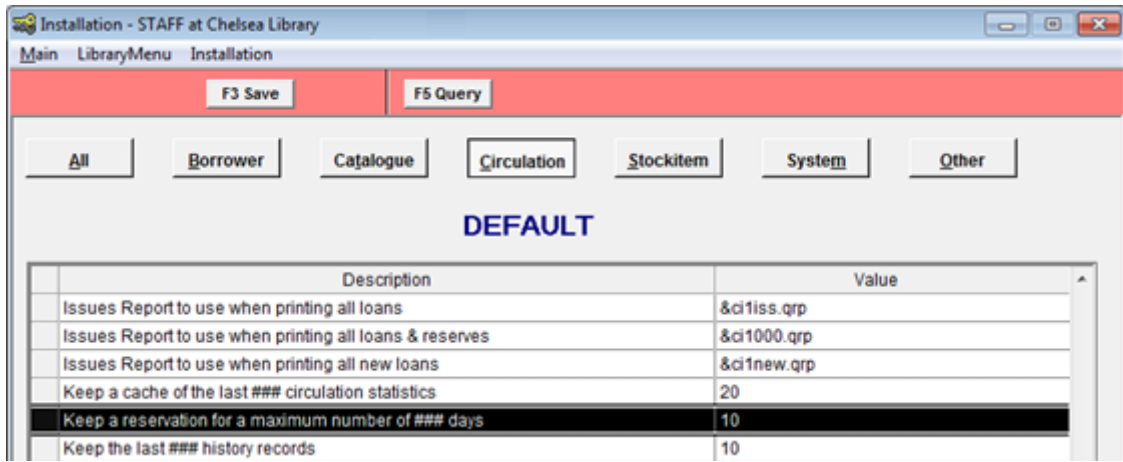 Installation - STAFF at Chelsea Library
Main LibraryMenu Installation
F3 Save F5 Query
All Borrower Catalogue Circulation Stockitem System Other
DEFAULT
Description Value
Issues Report to use when printing all loans &ci1iss.qrp
Issues Report to use when printing all loans & reserves &ci1000.qrp
Issues Report to use when printing all new loans &ci1new.qrp
Keep a cache of the last ### circulation statistics 20
Keep a reservation for a maximum number of ### days 10
Keep the last ### history records 10